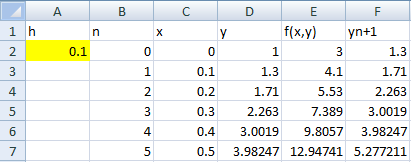 A B C D E F
1 h n x y f(x,y) yn+1
2 0.1 0 0 1 3 1.3
3 1 0.1 1.3 4.1 1.71
4 2 0.2 1.71 5.53 2.263
5 3 0.3 2.263 7.389 3.0019
6 4 0.4 3.0019 9.8057 3.98247
7 5 0.5 3.98247 12.94741 5.277211